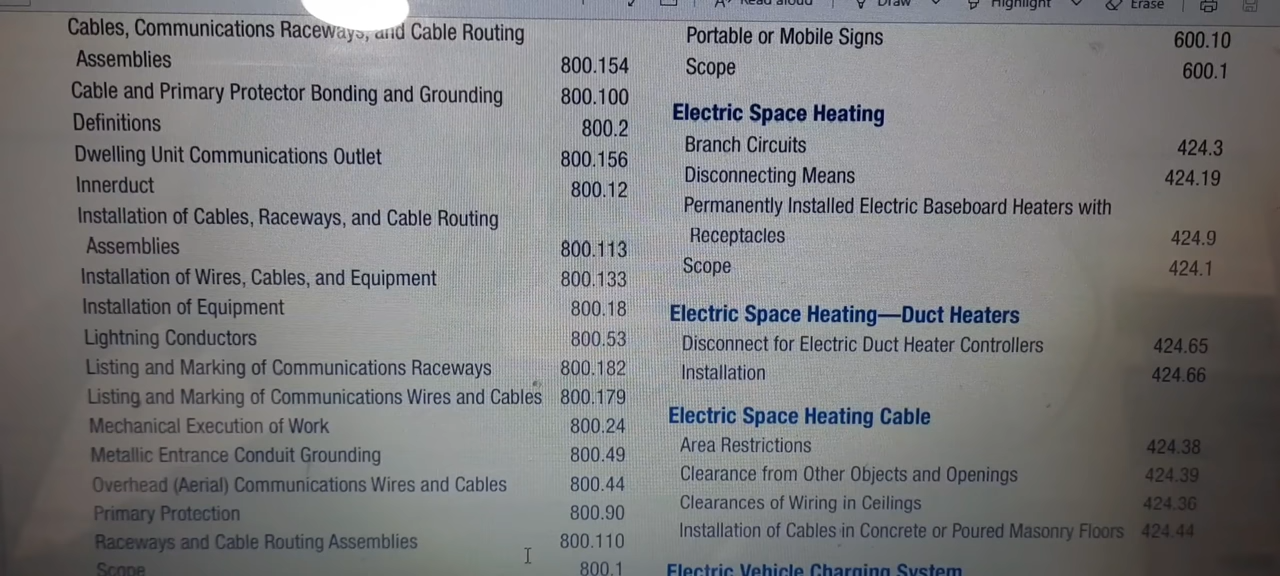 Read aloud
Draw
Highlight
Erase
Cables, Communications Raceways, and Cable Routing
Assemblies 800.154
Cable and Primary Protector Bonding and Grounding 800.100
Definitions 800.2
Dwelling Unit Communications Outlet 800.156
Innerduct 800.12
Installation of Cables, Raceways, and Cable Routing
Assemblies 800.113
Installation of Wires, Cables, and Equipment 800.133
Installation of Equipment 800.18
Lightning Conductors 800.53
Listing and Marking of Communications Raceways 800.182
Listing and Marking of Communications Wires and Cables 800.179
Mechanical Execution of Work 800.24
Metallic Entrance Conduit Grounding 800.49
Overhead (Aerial) Communications Wires and Cables 800.44
Primary Protection 800.90
Raceways and Cable Routing Assemblies 800.110
Scope 800.1
Portable or Mobile Signs 600.10
Scope 600.1
Electric Space Heating
Branch Circuits 424.3
Disconnecting Means 424.19
Permanently Installed Electric Baseboard Heaters with
Receptacles 424.9
Scope 424.1
Electric Space Heating—Duct Heaters
Disconnect for Electric Duct Heater Controllers 424.65
Installation 424.66
Electric Space Heating Cable
Area Restrictions 424.38
Clearance from Other Objects and Openings 424.39
Clearances of Wiring in Ceilings 424.36
Installation of Cables in Concrete or Poured Masonry Floors 424.44
Electric Vehicle Charging System